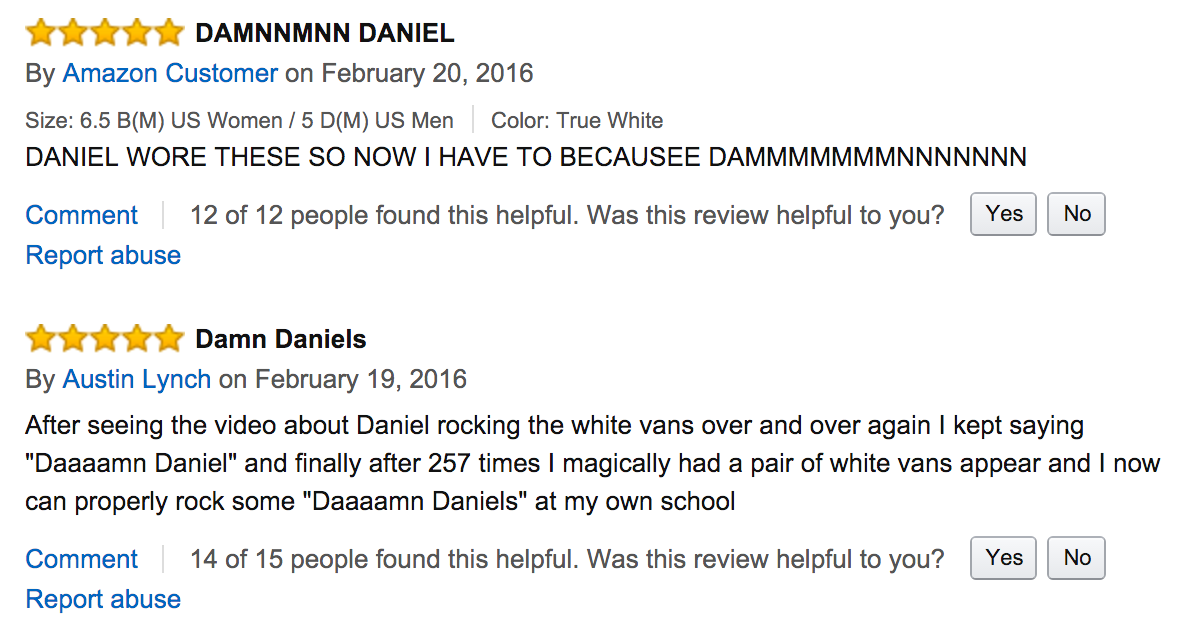 DAMNNMNN DANIEL
By Amazon Customer on February 20, 2016
Size: 6.5 B(M) US Women / 5 D(M) US Men Color: True White
DANIEL WORE THESE SO NOW I HAVE TO BECAUSEE DAMMMMMMMNNNNNNN
Comment 12 of 12 people found this helpful. Was this review helpful to you? Yes No
Report abuse
Damn Daniels
By Austin Lynch on February 19, 2016
After seeing the video about Daniel rocking the white vans over and over again I kept saying
"Daaaamn Daniel" and finally after 257 times I magically had a pair of white vans appear and I now
can properly rock some "Daaaamn Daniels" at my own school
Comment 14 of 15 people found this helpful. Was this review helpful to you? Yes No
Report abuse